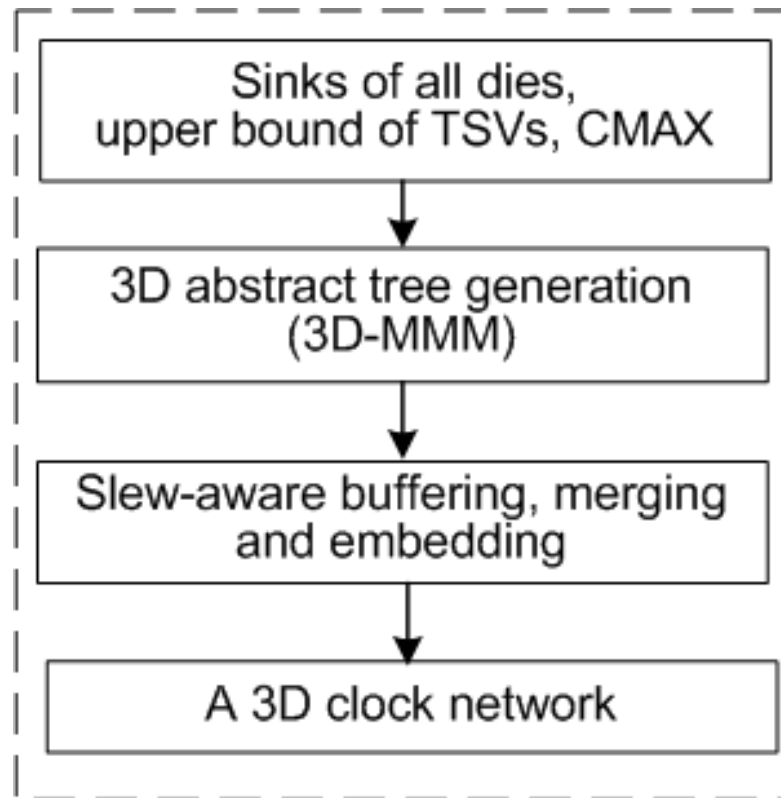 Sinks of all dies,
upper bound of TSVs, CMAX
3D abstract tree generation
(3D-MMM)
Slew-aware buffering, merging
and embedding
A 3D clock network